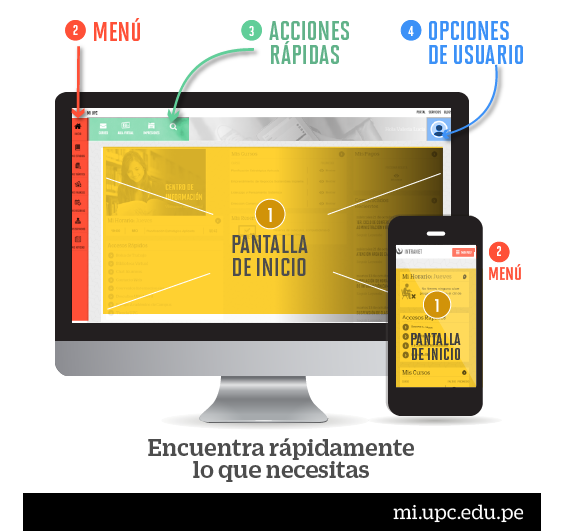 2 MENÚ
3 ACCIONES
RÁPIDAS
4 OPCIONES
DE USUARIO
MI UPC
CENTRO DE
INFORMACIÓN
1
PANTALLA
DE INICIO
INTRANET
2
MENÚ
Mi Horario
1
Accesos
PANTALLA
DE INICIO
Mis Cursos
Encuentra rápidamente
lo que necesitas
mi.upc.edu.pe